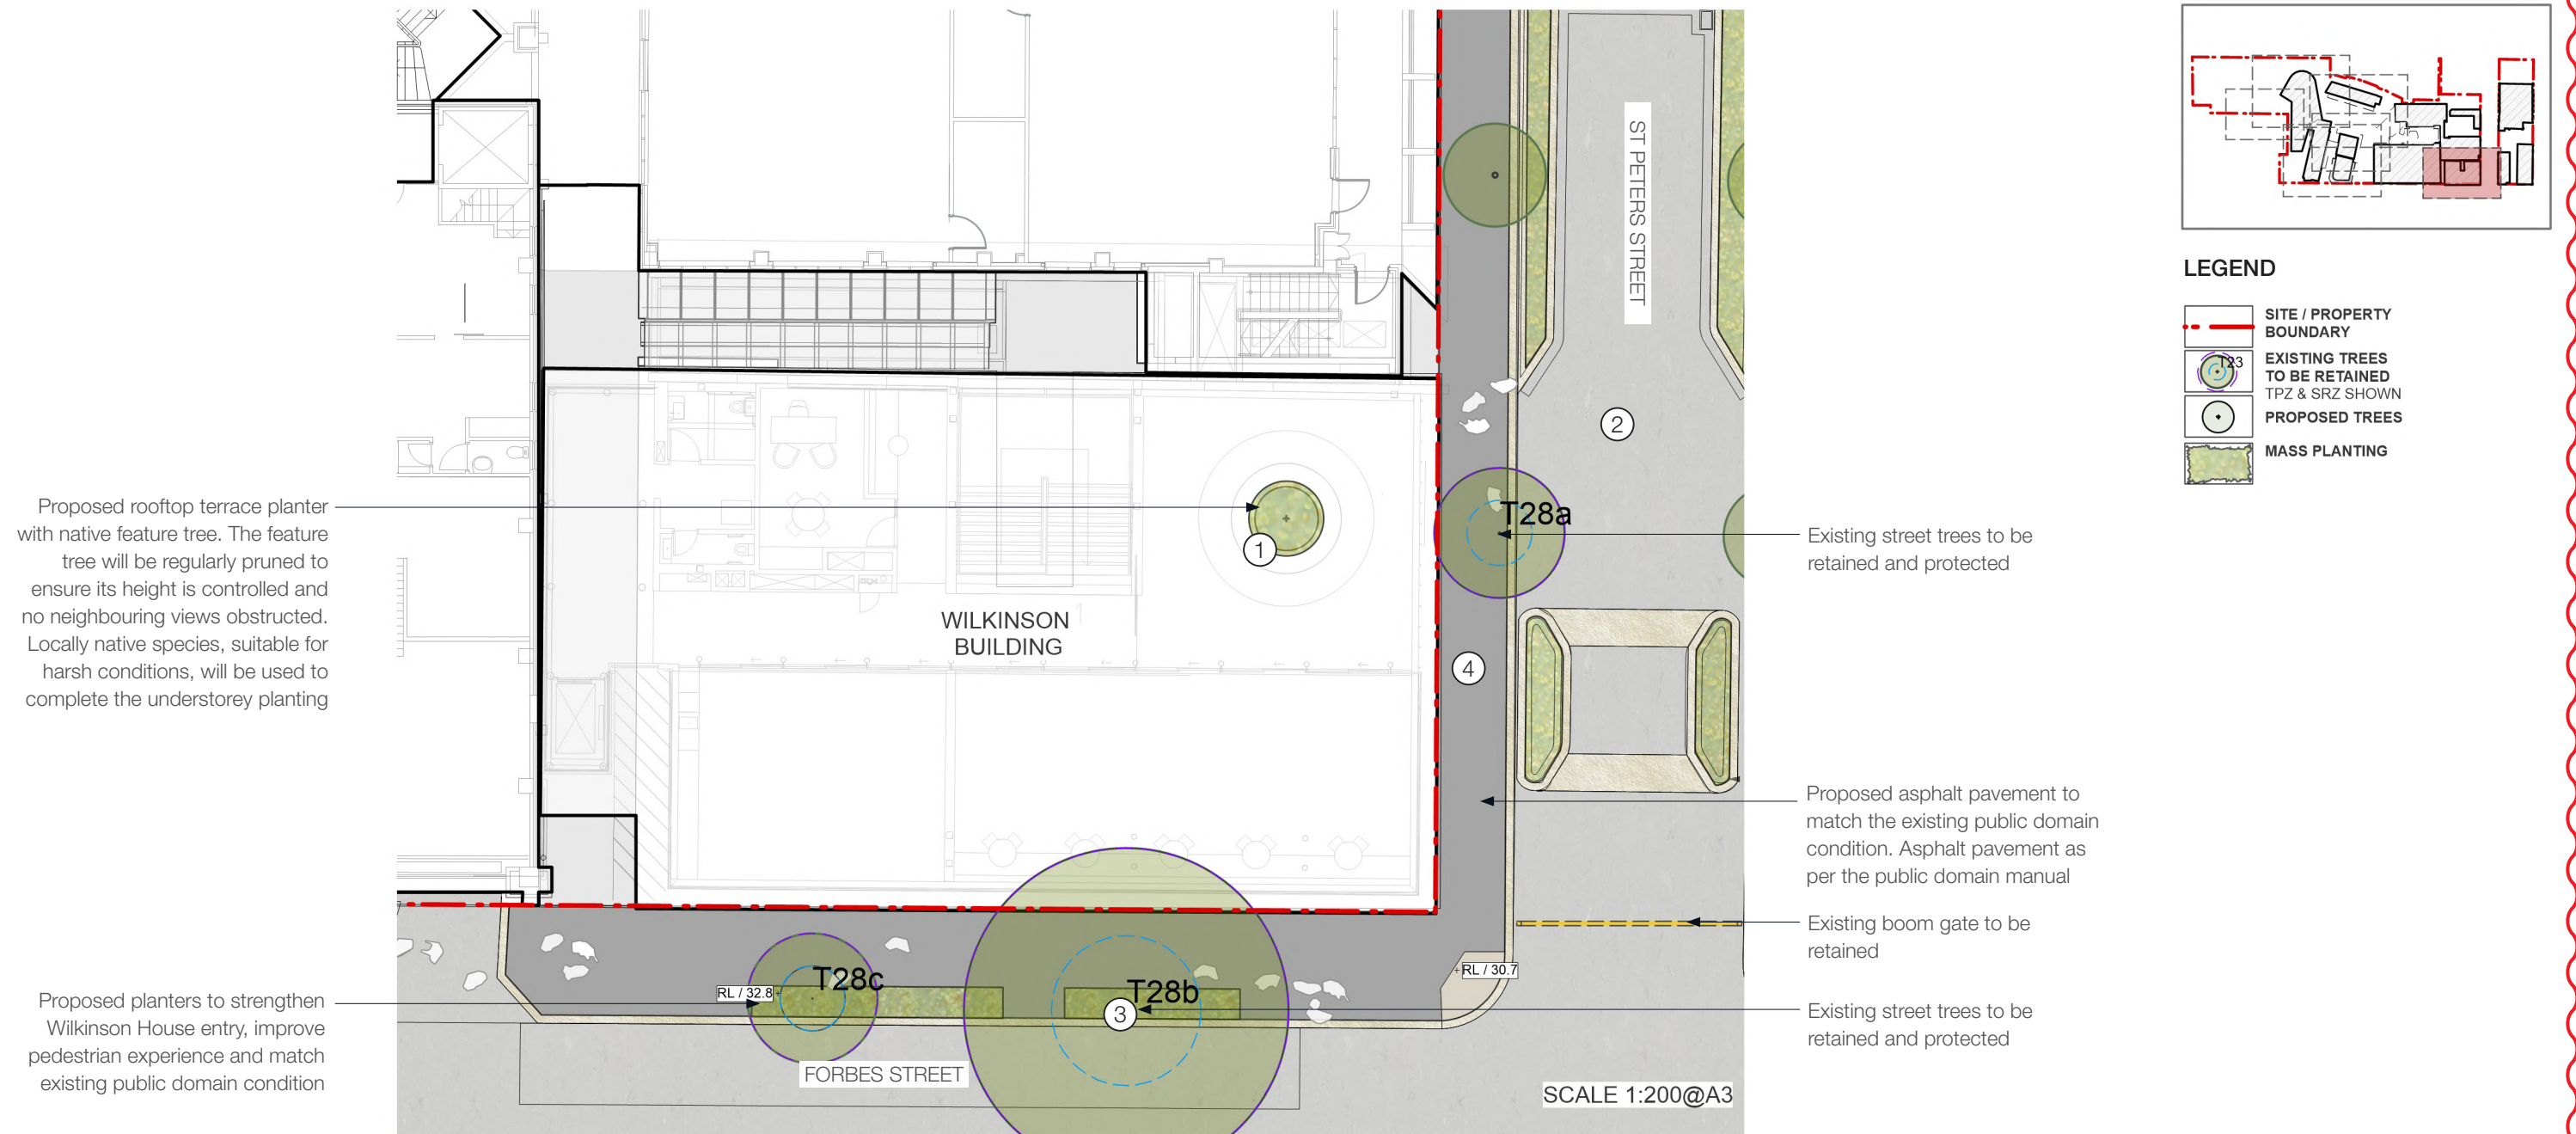 Proposed rooftop terrace planter
with native feature tree. The feature
tree will be regularly pruned to
ensure its height is controlled and
no neighbouring views obstructed.
Locally native species, suitable for
harsh conditions, will be used to
complete the understorey planting
Proposed planters to strengthen
Wilkinson House entry, improve
pedestrian experience and match
existing public domain condition
WILKINSON
BUILDING
1
ST PETERS STREET
2
T28a
4
T28c
RL / 32.8
T28b
3
RL / 30.7
FORBES STREET
SCALE 1:200@A3
Existing street trees to be
retained and protected
Proposed asphalt pavement to
match the existing public domain
condition. Asphalt pavement as
per the public domain manual
Existing boom gate to be
retained
Existing street trees to be
retained and protected
LEGEND
SITE / PROPERTY
BOUNDARY
T23
EXISTING TREES
TO BE RETAINED
TPZ & SRZ SHOWN
PROPOSED TREES
MASS PLANTING